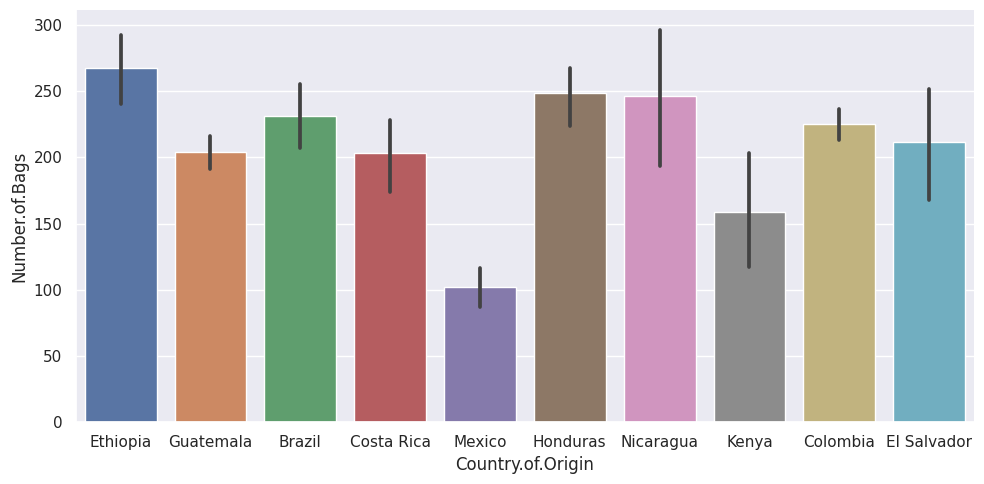 300
250
200
150
100
50
0
Number.of.Bags
Ethiopia Guatemala Brazil Costa Rica Mexico Honduras Nicaragua Kenya Colombia El Salvador
Country.of.Origin